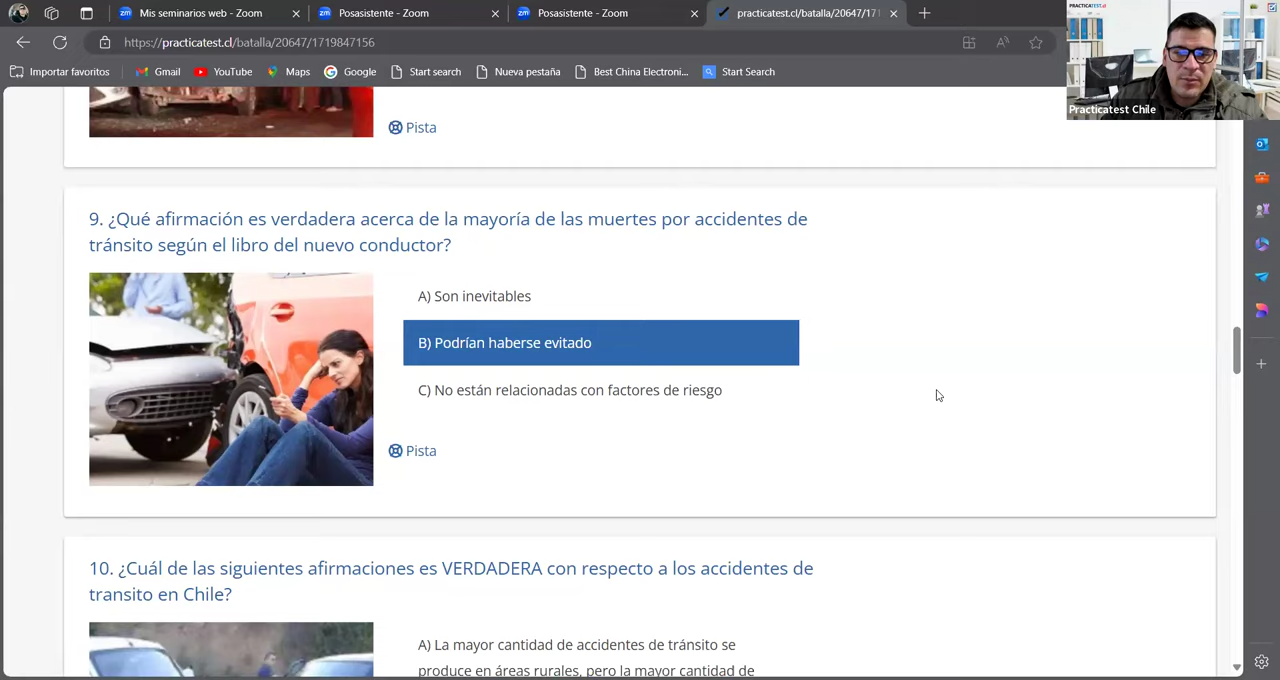 Mis seminarios web - Zoom
Posasistente - Zoom
Posasistente - Zoom
practicatest.cl/batalla/20647/171
https://practicatest.cl/batalla/20647/1719847156
Importar favoritos
Gmail
YouTube
Maps
Google
Start search
Nueva pestaña
Best China Electroni...
Start Search
PRACTICATEST.cl
Practicatest Chile
Pista
9. ¿Qué afirmación es verdadera acerca de la mayoría de las muertes por accidentes de
tránsito según el libro del nuevo conductor?
A) Son inevitables
B) Podrían haberse evitado
C) No están relacionadas con factores de riesgo
Pista
10. ¿Cuál de las siguientes afirmaciones es VERDADERA con respecto a los accidentes de
transito en Chile?
A) La mayor cantidad de accidentes de tránsito se
produce en áreas rurales, pero la mayor cantidad de